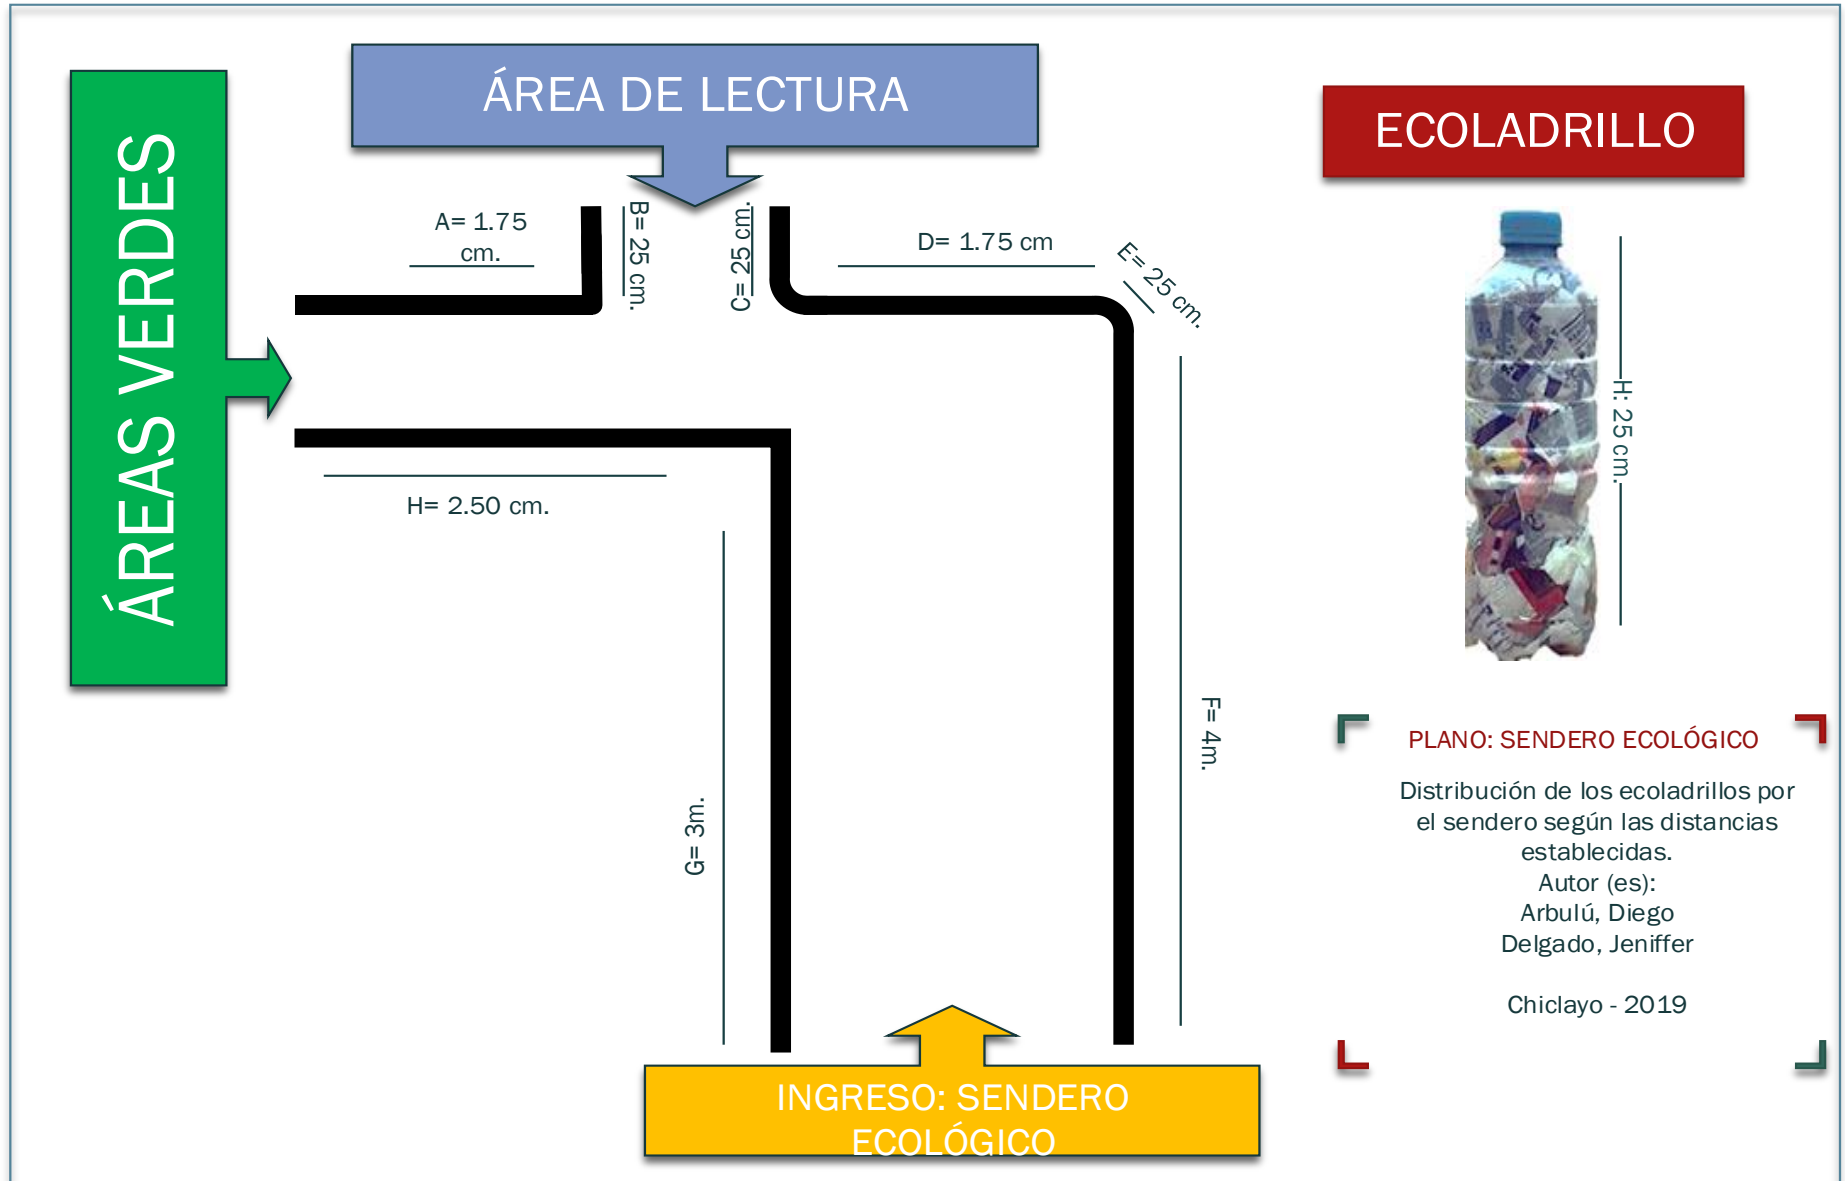 ÁREA DE LECTURA
ÁREAS VERDES
ECOLADRILLO
A= 1.75
cm.
B= 25 cm.
C= 25 cm.
D= 1.75 cm
E= 25 cm.
H: 25 cm.
H= 2.50 cm.
F= 4m.
G= 3m.
PLANO: SENDERO ECOLÓGICO
Distribución de los ecoladrillos por
el sendero según las distancias
establecidas.
Autor (es):
Arbulú, Diego
Delgado, Jeniffer
Chiclayo - 2019
INGRESO: SENDERO
ECOLÓGICO